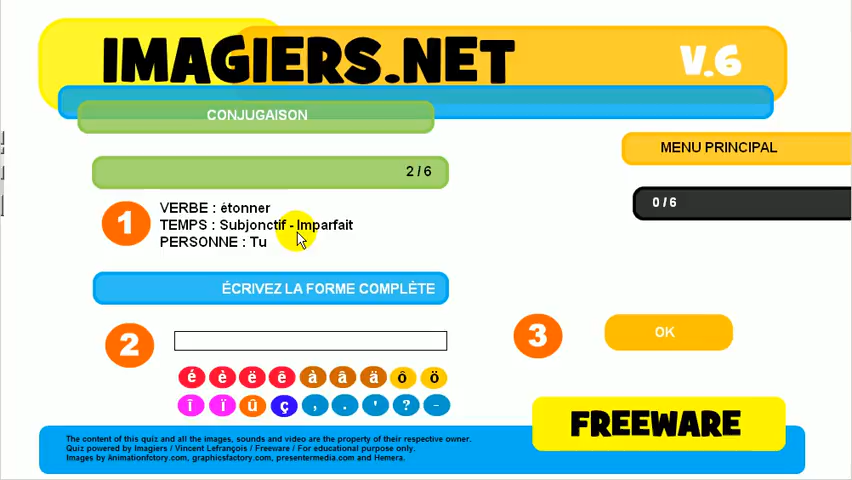 IMAGIERS.NET
V.6
CONJUGAISON
MENU PRINCIPAL
2 / 6
0 / 6
1
VERBE : étonner
TEMPS : Subjonctif - Imparfait
PERSONNE : Tu
ÉCRIVEZ LA FORME COMPLÈTE
2
3
OK
é è ë ê à â ä ô ö
î ï û ç , . ' ? -
FREEWARE
The content of this quiz and all the images, sounds and video are the property of their respective owner.
Quiz powered by Imagiers / Vincent Lefrançois / Freeware / For educational purpose only.
Images by Animationfctory.com, graphicsfactory.com, presentermedia.com and Hemera.